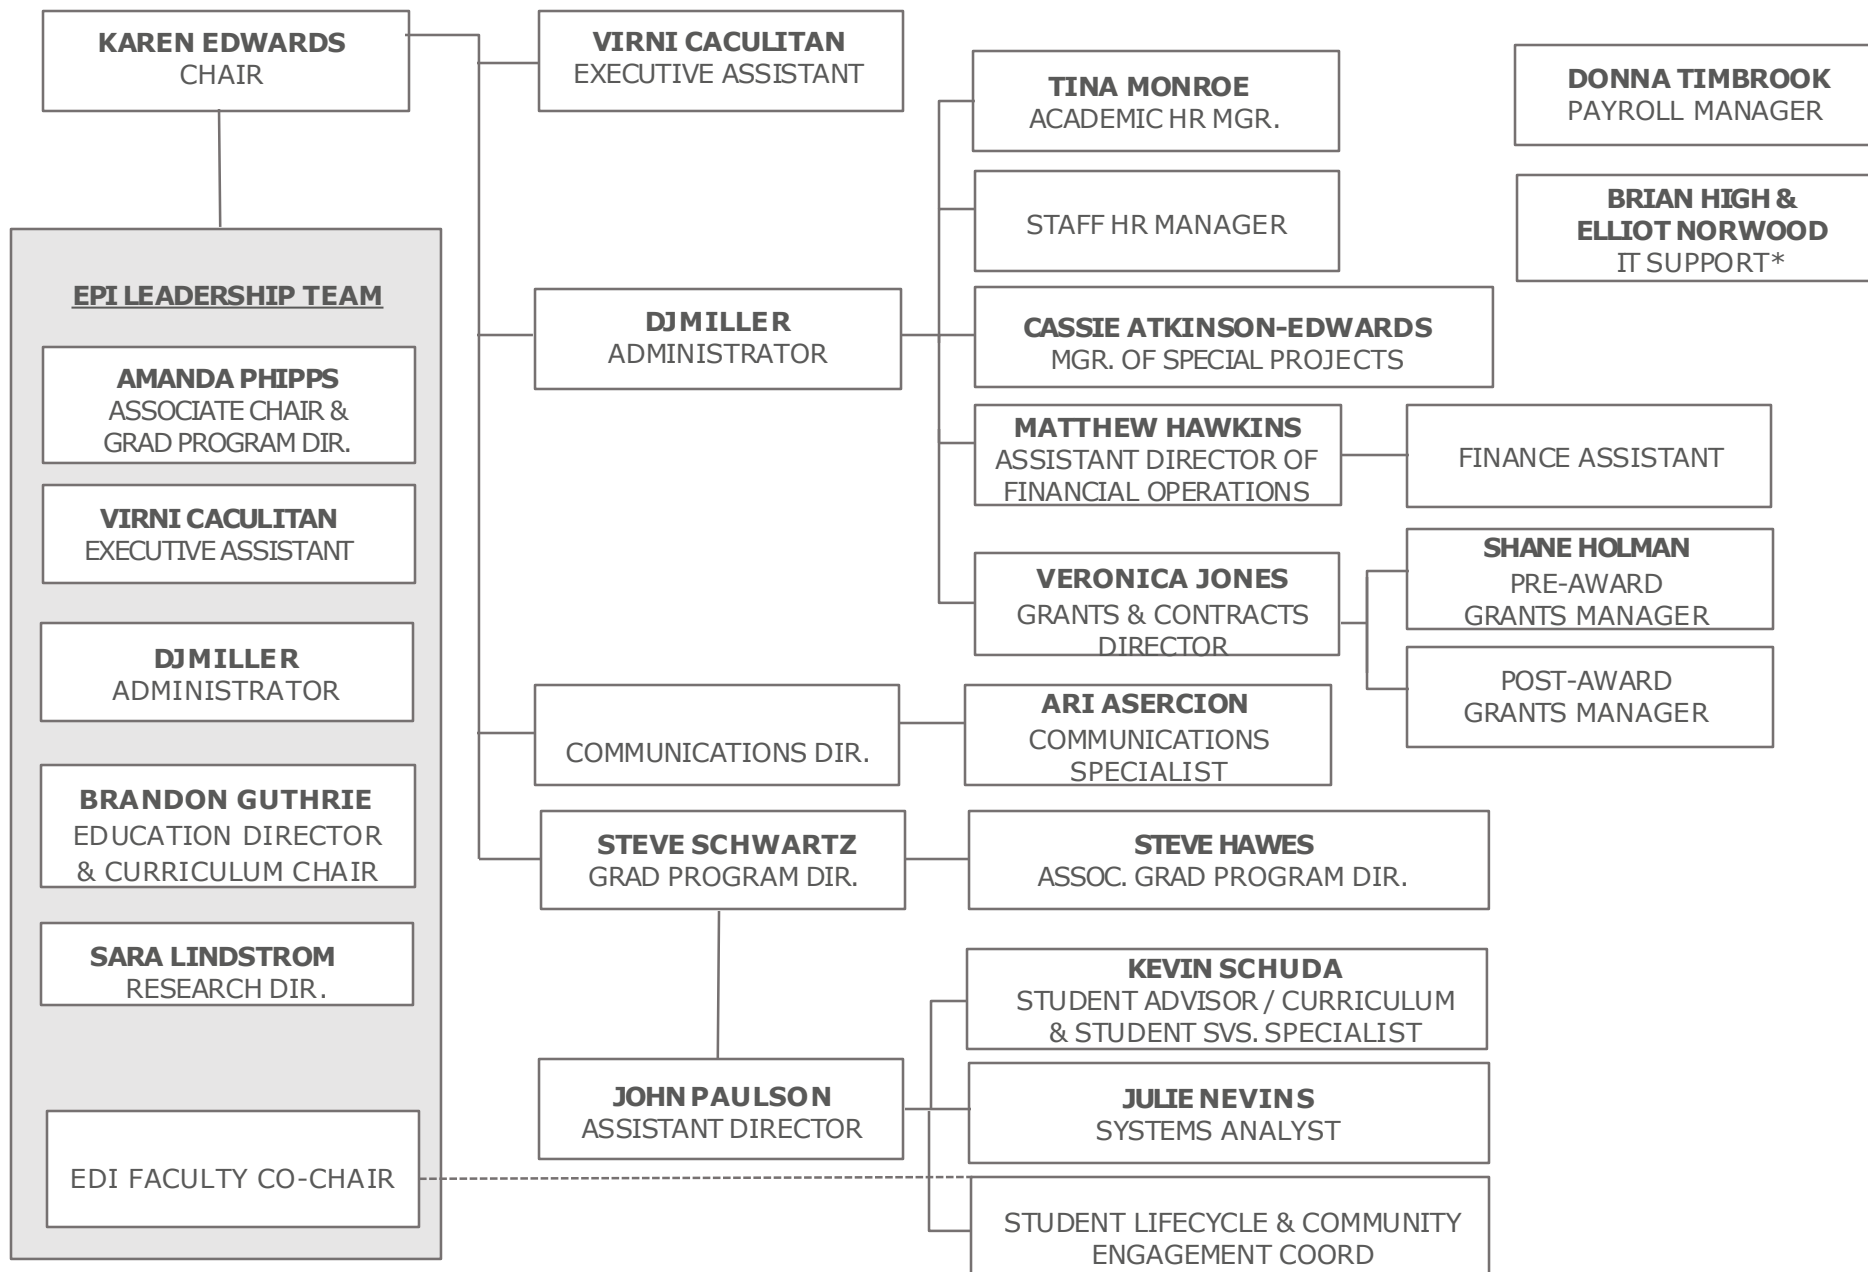 KAREN EDWARDS
CHAIR
VIRNI CACULITAN
EXECUTIVE ASSISTANT
TINA MONROE
ACADEMIC HR MGR.
DONNA TIMBROOK
PAYROLL MANAGER
STAFF HR MANAGER
BRIAN HIGH &
ELLIOT NORWOOD
IT SUPPORT*
DJ MILLER
ADMINISTRATOR
CASSIE ATKINSON-EDWARDS
MGR. OF SPECIAL PROJECTS
MATTHEW HAWKINS
ASSISTANT DIRECTOR OF
FINANCIAL OPERATIONS
FINANCE ASSISTANT
VERONICA JONES
GRANTS & CONTRACTS
DIRECTOR
SHANE HOLMAN
PRE-AWARD
GRANTS MANAGER
POST-AWARD
GRANTS MANAGER
COMMUNICATIONS DIR.
ARI ASERCION
COMMUNICATIONS
SPECIALIST
STEVE SCHWARTZ
GRAD PROGRAM DIR.
STEVE HAWES
ASSOC. GRAD PROGRAM DIR.
JOHN PAULSON
ASSISTANT DIRECTOR
KEVIN SCHUDA
STUDENT ADVISOR / CURRICULUM
& STUDENT SVS. SPECIALIST
JULIE NEVINS
SYSTEMS ANALYST
STUDENT LIFECYCLE & COMMUNITY
ENGAGEMENT COORD
EPI LEADERSHIP TEAM
AMANDA PHIPPS
ASSOCIATE CHAIR &
GRAD PROGRAM DIR.
VIRNI CACULITAN
EXECUTIVE ASSISTANT
DJ MILLER
ADMINISTRATOR
BRANDON GUTHRIE
EDUCATION DIRECTOR
& CURRICULUM CHAIR
SARA LINDSTROM
RESEARCH DIR.
EDI FACULTY CO-CHAIR